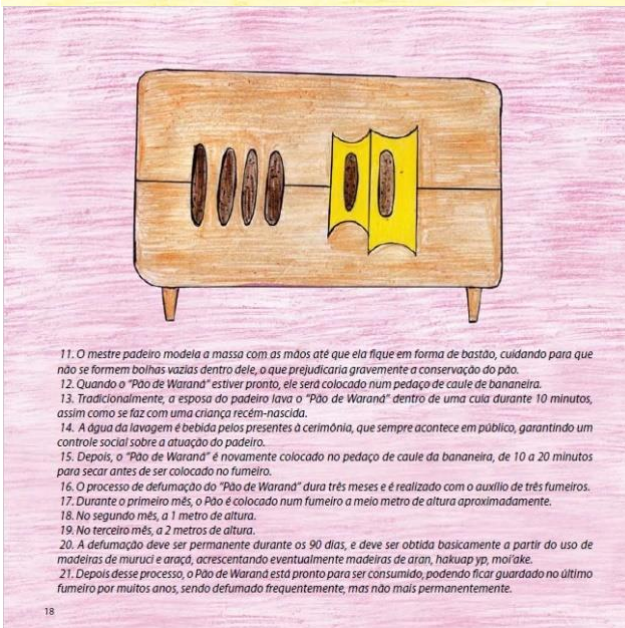 11. O mestre padeiro modela a massa com as mãos até que ela fique em forma de bastão, cuidando para que
não se formem bolhas vazias dentro dele, o que prejudicaria gravemente a conservação do pão.
12. Quando o "Pão de Waraná" estiver pronto, ele será colocado num pedaço de caule de bananeira.
13. Tradicionalmente, a esposa do padeiro lava o "Pão de Waraná" dentro de uma cuia durante 10 minutos,
assim como se faz com uma criança recém-nascida.
14. A água da lavagem é bebida pelos presentes à cerimônia, que sempre acontece em público, garantindo um
controle social sobre a atuação do padeiro.
15. Depois, o "Pão de Waraná" é novamente colocado no pedaço de caule da bananeira, de 10 a 20 minutos
para secar antes de ser colocado no fumeiro.
16. O processo de defumação do "Pão de Waraná" dura três meses e é realizado com o auxílio de três fumeiros.
17. Durante o primeiro mês, o Pão é colocado num fumeiro a meio metro de altura aproximadamente.
18. No segundo mês, a 1 metro de altura.
19. No terceiro mês, a 2 metros de altura.
20. A defumação deve ser permanente durante os 90 dias, e deve ser obtida basicamente a partir do uso de
madeiras de muruci e araçá, acrescentando eventualmente madeiras de aran, hakuap yp, moi'ake.
21. Depois desse processo, o Pão de Waraná está pronto para ser consumido, podendo ficar guardado no último
fumeiro por muitos anos, sendo defumado frequentemente, mas não mais permanentemente.
18